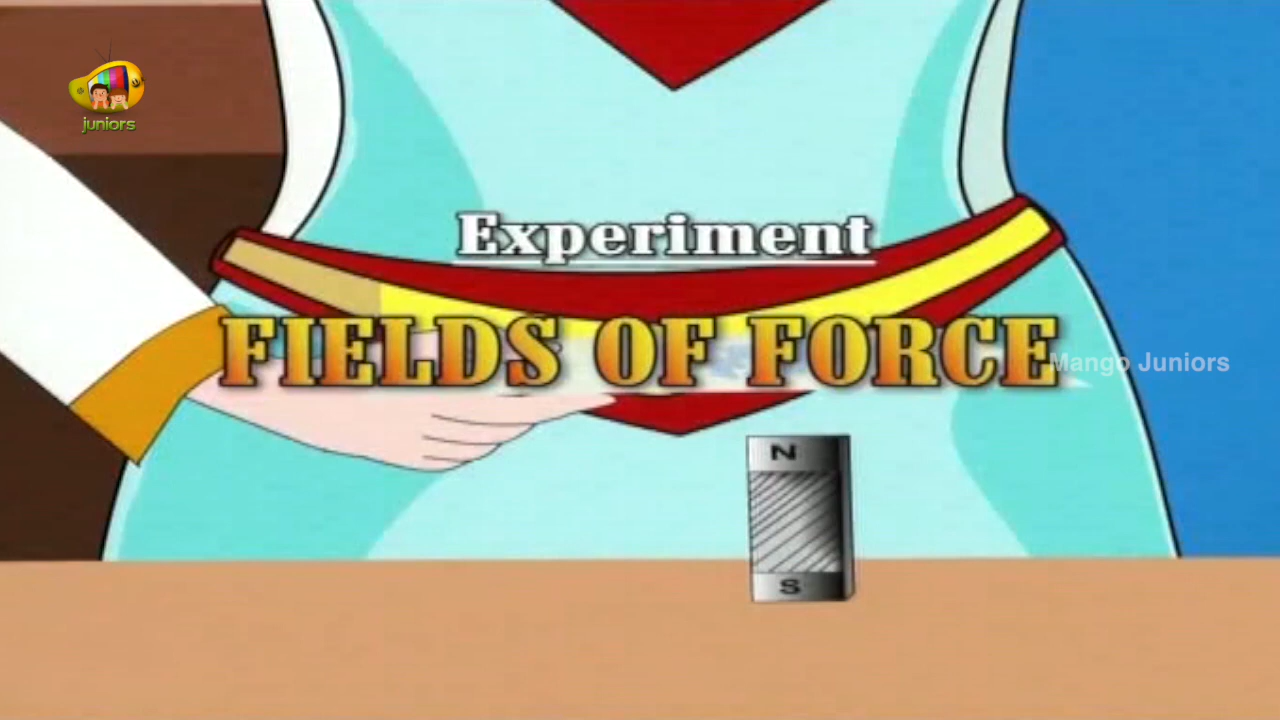 juniors
Experiment
FIELDS OF FORCE
Mango Juniors
N
S